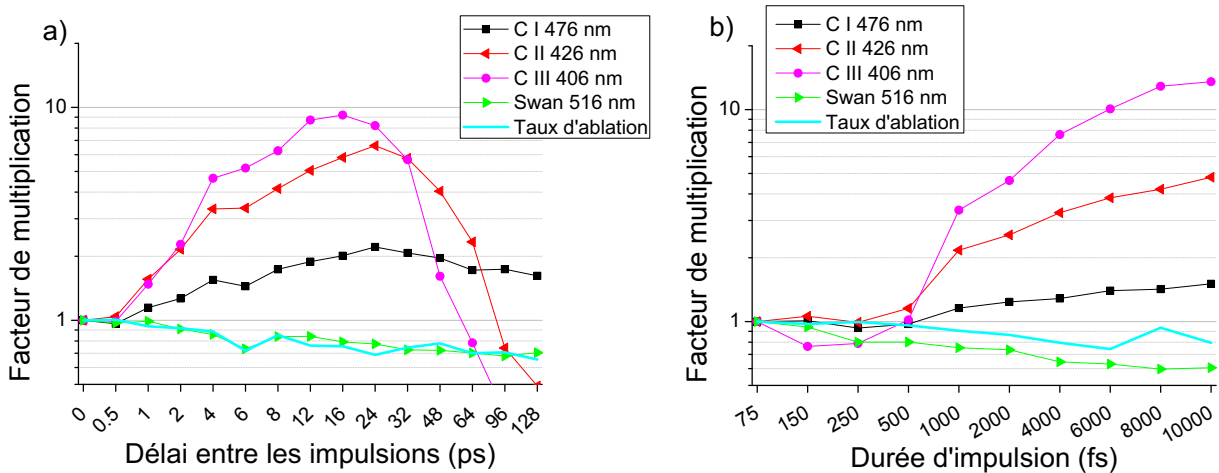 a)
C I 476 nm
C II 426 nm
C III 406 nm
Swan 516 nm
Taux d'ablation
Facteur de multiplication
10
1
0 0.5 1 2 4 6 8 12 16 24 32 48 64 96 128
Délai entre les impulsions (ps)
b)
C I 476 nm
C II 426 nm
C III 406 nm
Swan 516 nm
Taux d'ablation
Facteur de multiplication
10
1
75 150 250 500 1000 2000 4000 6000 8000 10000
Durée d'impulsion (fs)